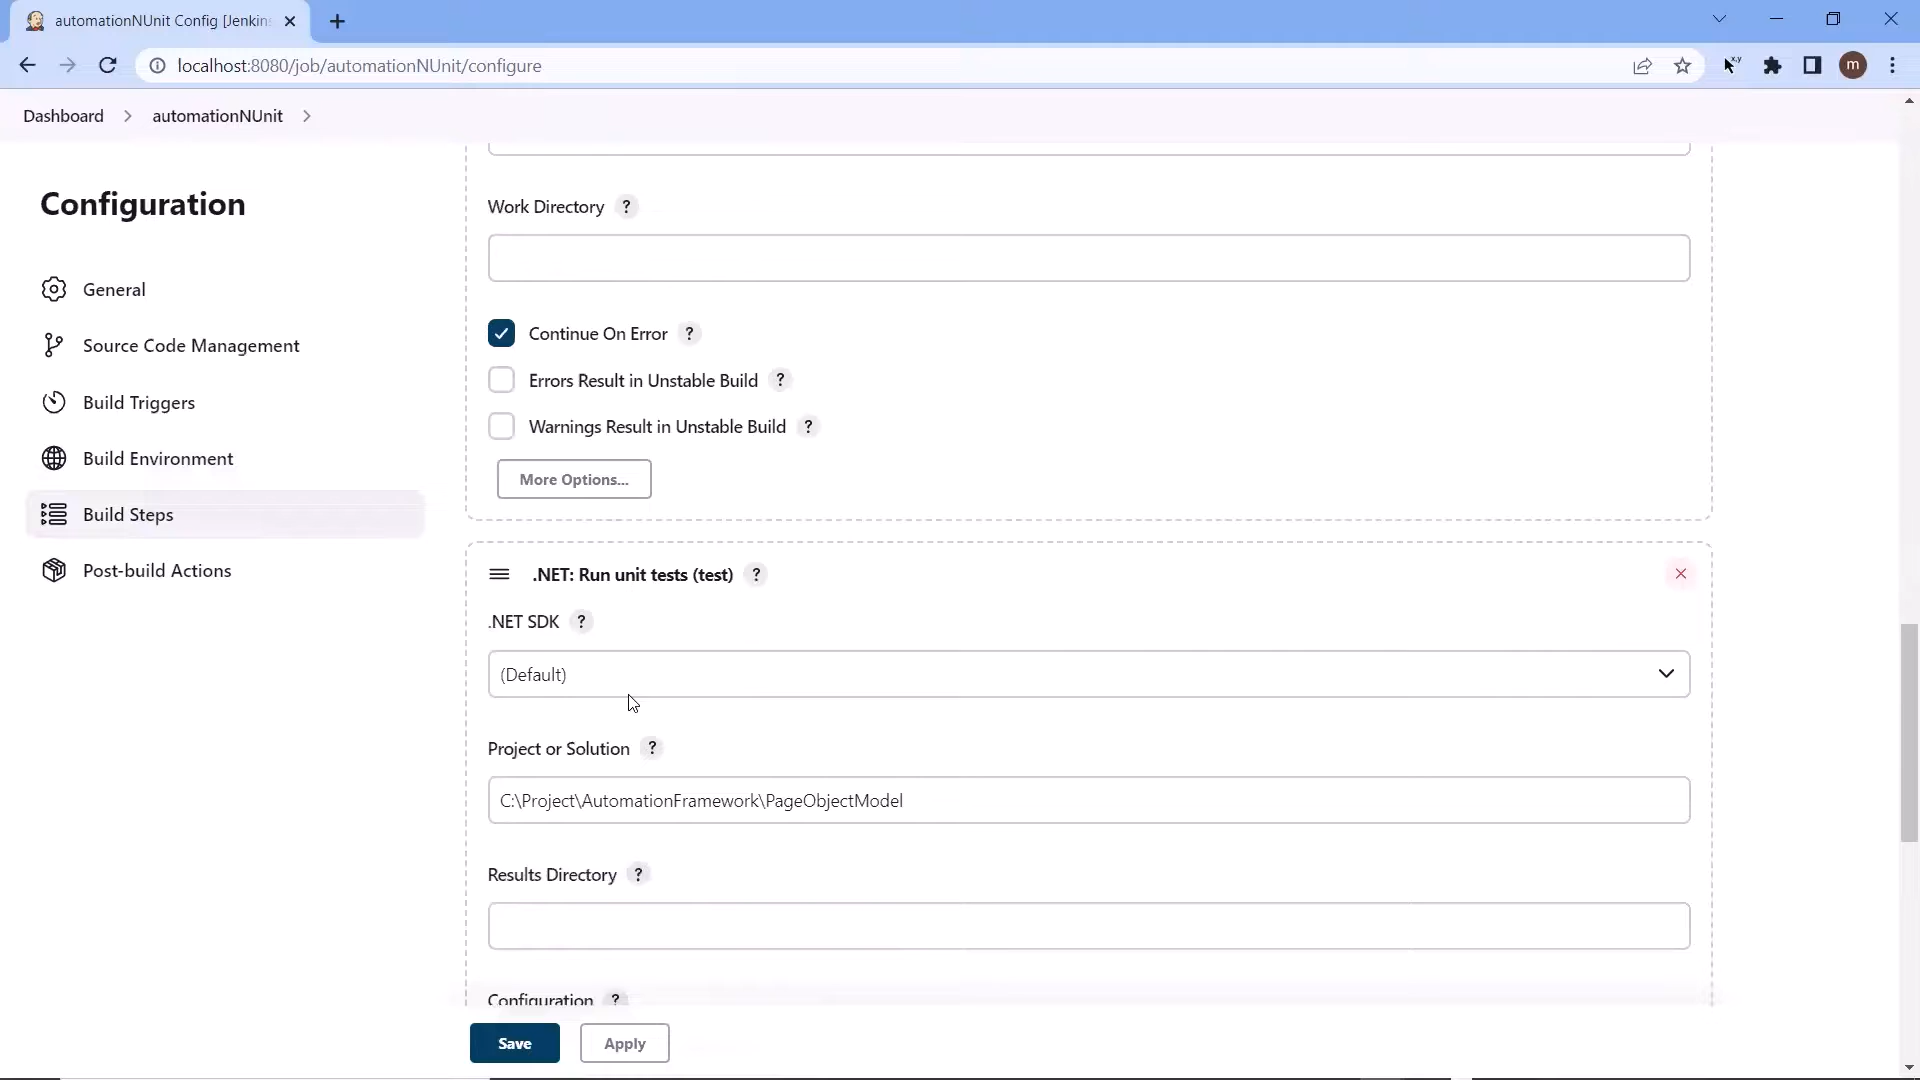 automationNUnit Config [Jenkins
localhost:8080/job/automationNUnit/configure
m
Dashboard
automationNUnit
Configuration
General
Source Code Management
Build Triggers
Build Environment
Build Steps
Post-build Actions
Work Directory ?
Continue On Error ?
Errors Result in Unstable Build ?
Warnings Result in Unstable Build ?
More Options...
.NET: Run unit tests (test) ?
.NET SDK ?
(Default)
Project or Solution ?
C:\Project\AutomationFramework\PageObjectModel
Results Directory ?
Configuration ?
Save
Apply